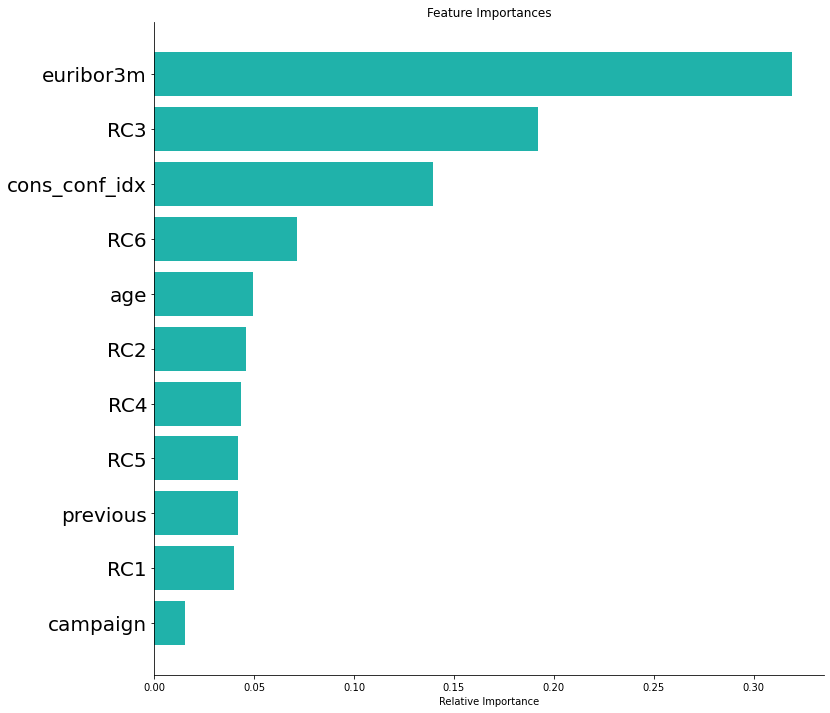 Feature Importances
euribor3m
RC3
cons_conf_idx
RC6
age
RC2
RC4
RC5
previous
RC1
campaign
0.00 0.05 0.10 0.15 0.20 0.25 0.30
Relative Importance